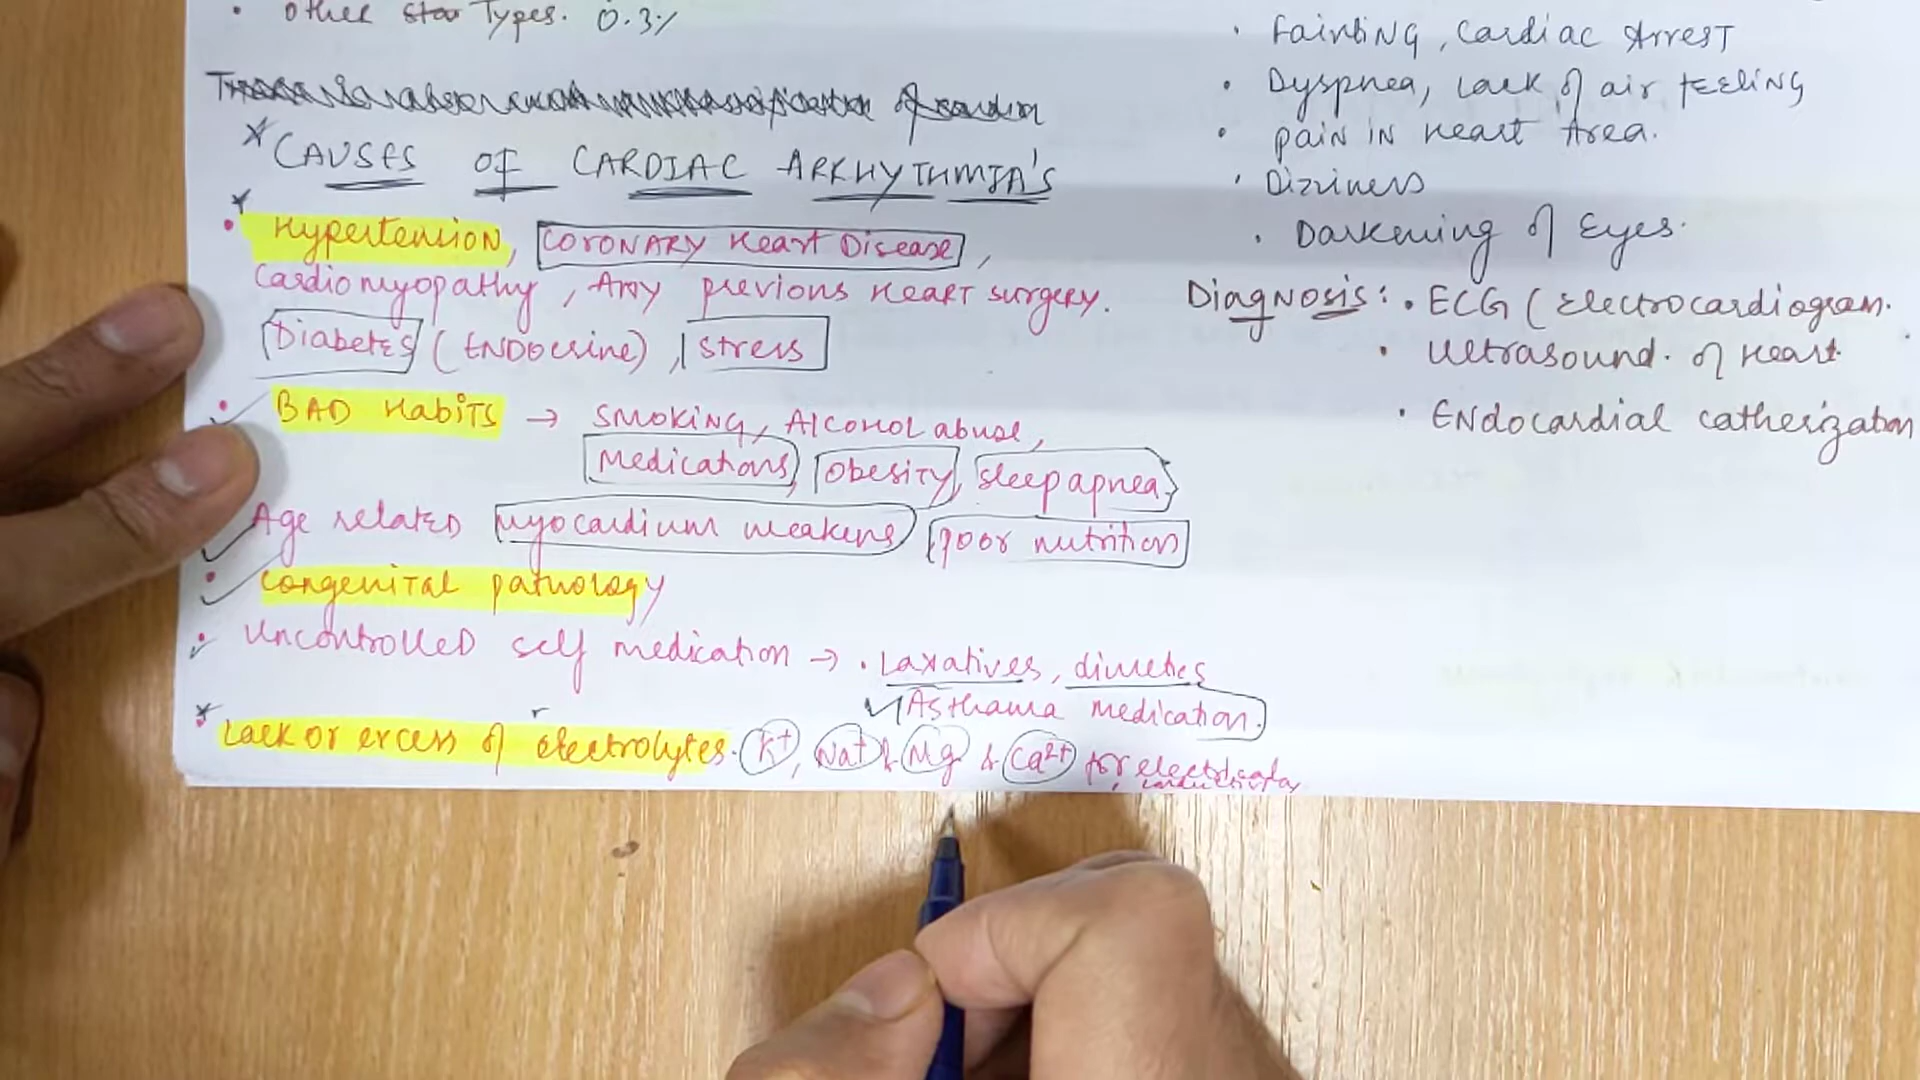 • Other Types. 0.3%
* CAUSES OF CARDIAC ARRHYTHMIA'S
• Hypertension, CORONARY Heart Disease,
Cardiomyopathy, Any previous Heart surgery.
Diabetes (Endocrine), stress
• BAD Habits → Smoking, Alcohol abuse,
Medications, Obesity, sleep apnea,
Age related myocardium weakens, poor nutrition
• Congenital pathology
• Uncontrolled self medication → • Laxatives, diuretics
Asthama medication.
* Lack or excess of electrolytes. K+, Na+ & Mg & Ca2+ for
• Fainting, Cardiac Arrest
• Dyspnea, Lack of air feeling
• Pain in Heart Area.
• Dizziness
• Darkening of Eyes.
Diagnosis: • ECG (Electrocardiogram.
• Ultrasound. of Heart
• Endocardial catherization